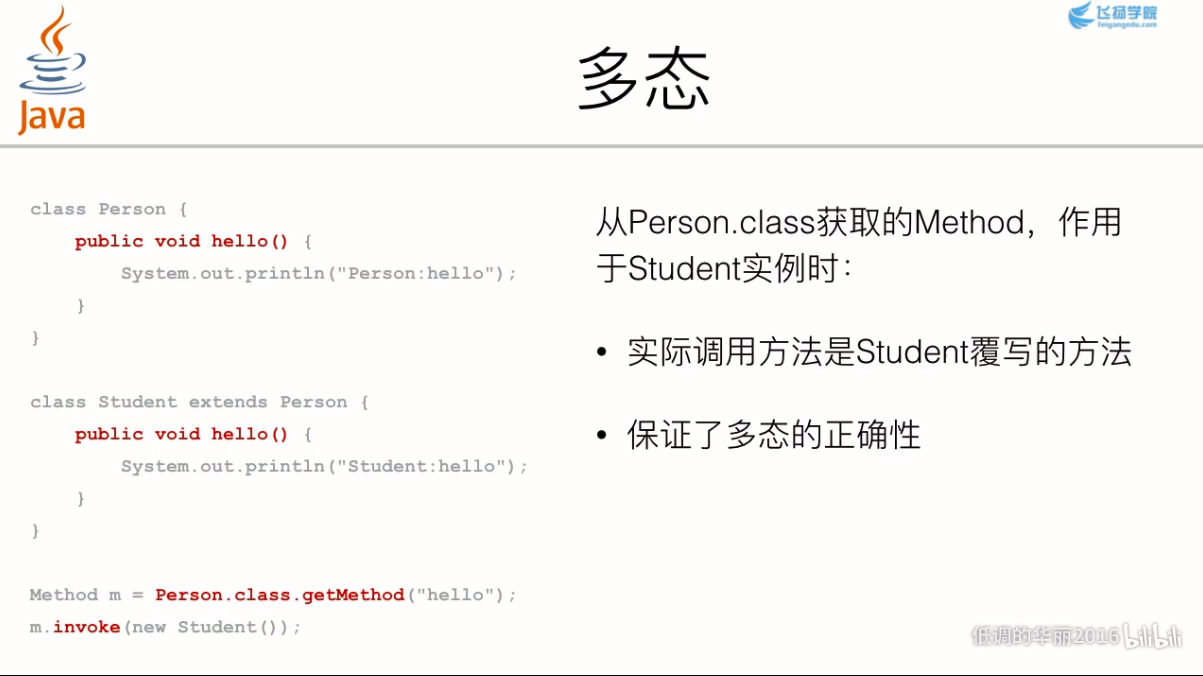 Java
飞扬学院
feiyangedu.com
多态
class Person {
    public void hello() {
        System.out.println("Person:hello");
    }
}
class Student extends Person {
    public void hello() {
        System.out.println("Student:hello");
    }
}
Method m = Person.class.getMethod("hello");
m.invoke(new Student());
从Person.class获取的Method，作用
于Student实例时：
• 实际调用方法是Student覆写的方法
• 保证了多态的正确性
低调的华丽2016 bilibili